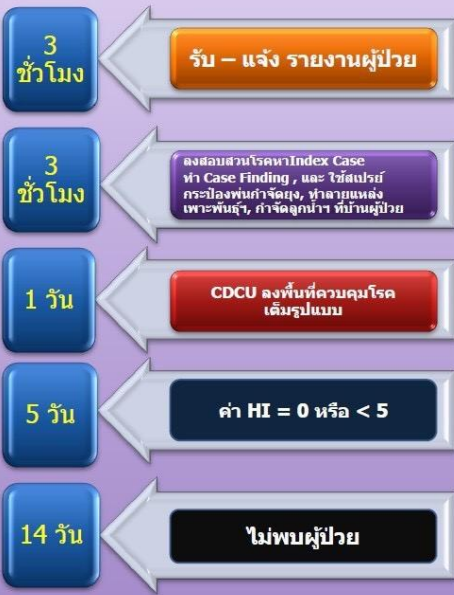 3
ชั่วโมง
รับ – แจ้ง รายงานผู้ป่วย
3
ชั่วโมง
ลงสอบสวนโรคหาIndex Case
ทำ Case Finding , และ ใช้สเปรย์
กระป๋องพ่นกำจัดยุง, ทำลายแหล่ง
เพาะพันธุ์ฯ, กำจัดลูกน้ำฯ ที่บ้านผู้ป่วย
1 วัน
CDCU ลงพื้นที่ควบคุมโรค
เต็มรูปแบบ
5 วัน
ค่า HI = 0 หรือ < 5
14 วัน
ไม่พบผู้ป่วย